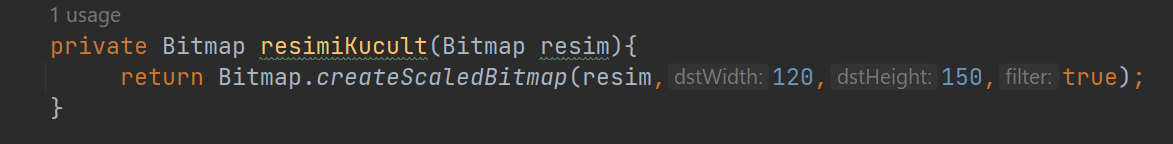 1 usage
private Bitmap resimiKucult(Bitmap resim){
return Bitmap.createScaledBitmap(resim, dstWidth: 120, dstHeight: 150, filter: true);
}